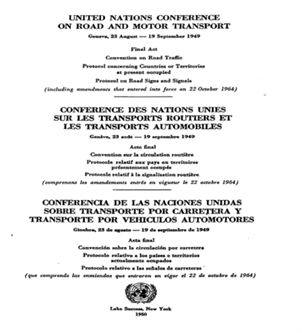 UNITED NATIONS CONFERENCE
ON ROAD AND MOTOR TRANSPORT
Geneva, 23 August — 19 September 1949
Final Act
Convention on Road Traffic
Protocol concerning Countries or Territories
at present occupied
Protocol on Road Signs and Signals
(including amendments that entered into force on 22 October 1964)
CONFERENCE DES NATIONS UNIES
SUR LES TRANSPORTS ROUTIERS ET
LES TRANSPORTS AUTOMOBILES
Genève, 23 août — 19 septembre 1949
Acte final
Convention sur la circulation routière
Protocole relatif aux pays ou territoires
présentement occupés
Protocole relatif à la signalisation routière
(comprenant les amendements entrés en vigueur le 22 octobre 1964)
CONFERENCIA DE LAS NACIONES UNIDAS
SOBRE TRANSPORTE POR CARRETERA Y
TRANSPORTE POR VEHICULOS AUTOMOTORES
Ginebra, 23 de agosto — 19 de septiembre de 1949
Acta final
Convención sobre la circulación por carretera
Protocolo relativo a los países o territorios
actualmente ocupados
Protocolo relativo a las señales de carreteras
(que comprende las enmiendas que entraron en vigor el 22 de octubre de 1964)
Lake Success, New York
1950